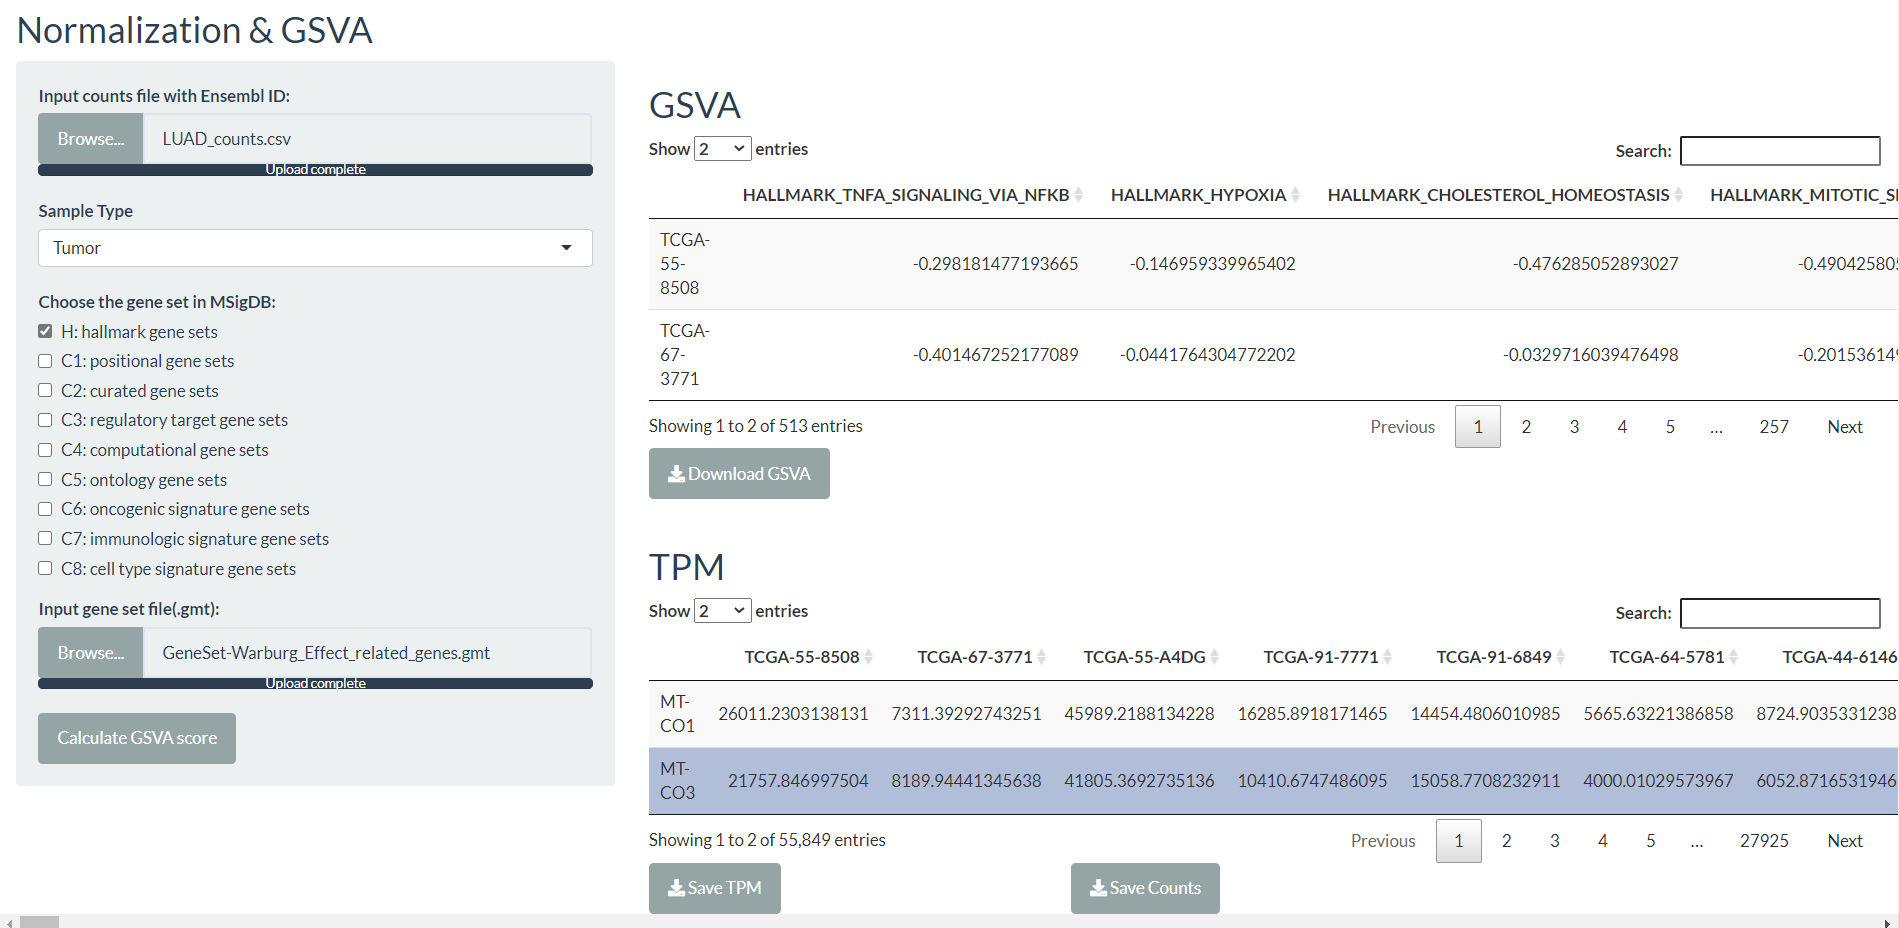 Normalization & GSVA
Input counts file with Ensembl ID:
Browse... LUAD_counts.csv
Upload complete
Sample Type
Tumor
Choose the gene set in MSigDB:
H: hallmark gene sets
C1: positional gene sets
C2: curated gene sets
C3: regulatory target gene sets
C4: computational gene sets
C5: ontology gene sets
C6: oncogenic signature gene sets
C7: immunologic signature gene sets
C8: cell type signature gene sets
Input gene set file(.gmt):
Browse... GeneSet-Warburg_Effect_related_genes.gmt
Upload complete
Calculate GSVA score
GSVA
Show 2 entries Search:
HALLMARK_TNFA_SIGNALING_VIA_NFKB HALLMARK_HYPOXIA HALLMARK_CHOLESTEROL_HOMEOSTASIS HALLMARK_MITOTIC_S
TCGA-
55-
8508 -0.298181477193665 -0.146959339965402 -0.476285052893027 -0.49042580
TCGA-
67-
3771 -0.401467252177089 -0.0441764304772202 -0.0329716039476498 -0.20153614
Showing 1 to 2 of 513 entries Previous 1 2 3 4 5 ... 257 Next
Download GSVA
TPM
Show 2 entries Search:
TCGA-55-8508 TCGA-67-3771 TCGA-55-A4DG TCGA-91-7771 TCGA-91-6849 TCGA-64-5781 TCGA-44-6146
MT-
CO1 26011.2303138131 7311.39292743251 45989.2188134228 16285.8918171465 14454.4806010985 5665.63221386858 8724.9035331238
MT-
CO3 21757.846997504 8189.94441345638 41805.3692735136 10410.6747486095 15058.7708232911 4000.01029573967 6052.8716531946
Showing 1 to 2 of 55,849 entries Previous 1 2 3 4 5 ... 27925 Next
Save TPM Save Counts